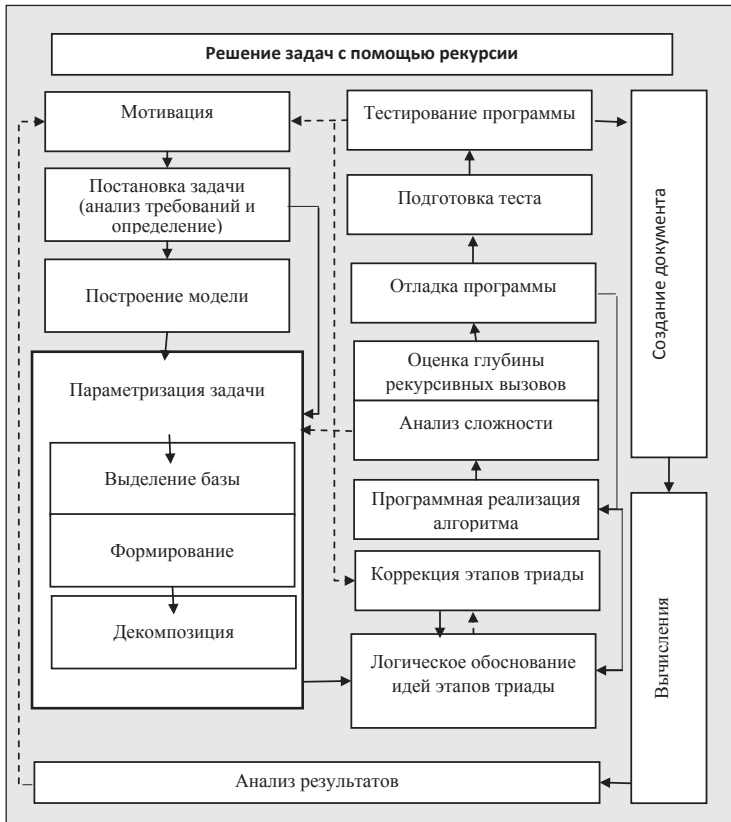 Решение задач с помощью рекурсии
Мотивация
Постановка задачи
(анализ требований и
определение)
Построение модели
Параметризация задачи
Выделение базы
Формирование
Декомпозиция
Тестирование программы
Подготовка теста
Отладка программы
Оценка глубины
рекурсивных вызовов
Анализ сложности
Программная реализация
алгоритма
Коррекция этапов триады
Логическое обоснование
идей этапов триады
Создание документа
Вычисления
Анализ результатов